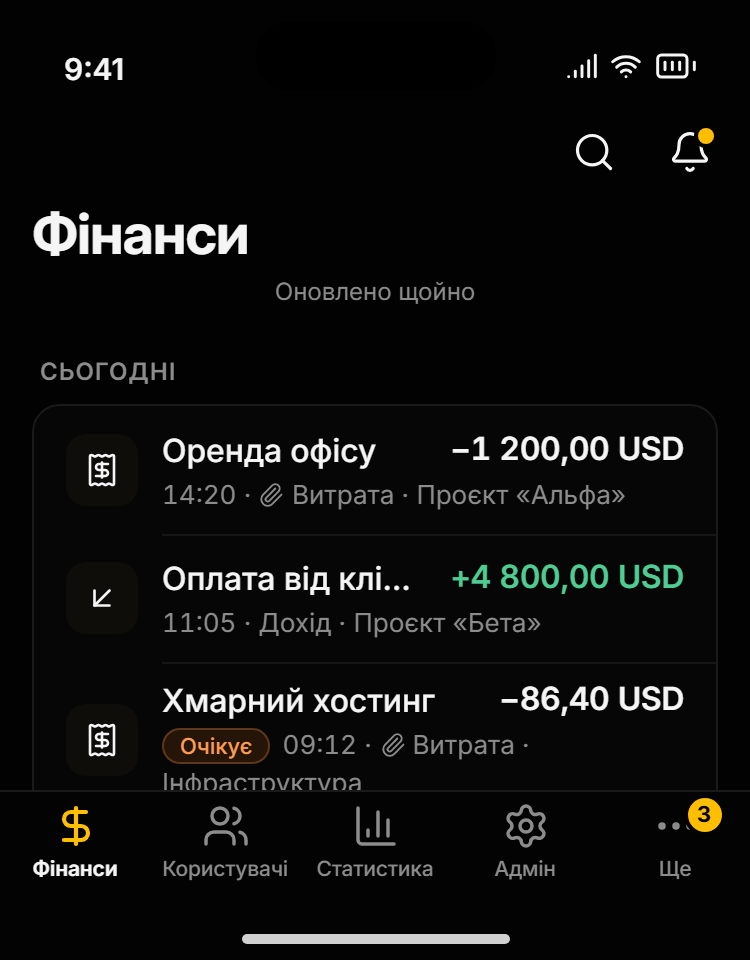 9:41
Фінанси
Оновлено щойно
СЬОГОДНІ
Оренда офісу −1 200,00 USD
14:20 · Витрата · Проєкт «Альфа»
Оплата від клі... +4 800,00 USD
11:05 · Дохід · Проєкт «Бета»
Хмарний хостинг −86,40 USD
Очікує 09:12 · Витрата ·
Інфраструктура
3
Фінанси Користувачі Статистика Адмін Ще